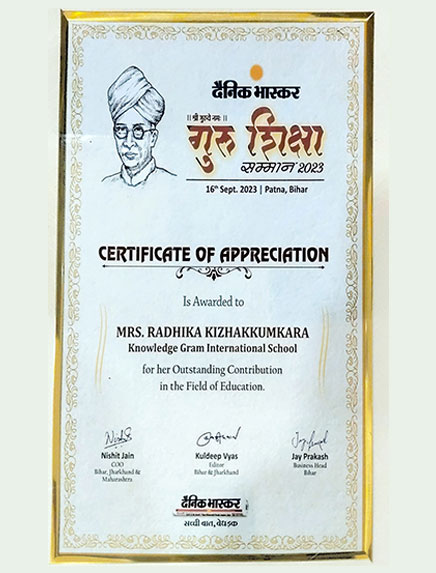 दैनिक भास्कर
|| श्री गुरवे नमः ||
गुरु शिक्षा
सम्मान 2023
16th Sept. 2023 | Patna, Bihar
CERTIFICATE OF APPRECIATION
Is Awarded to
MRS. RADHIKA KIZHAKKUMKARA
Knowledge Gram International School
for her Outstanding Contribution
in the Field of Education.
Nishit Jain
COO
Bihar, Jharkhand &
Maharashtra
Kuldeep Vyas
Editor
Bihar & Jharkhand
Jay Prakash
Business Head
Bihar
दैनिक भास्कर
सच्ची बात, बेधड़क